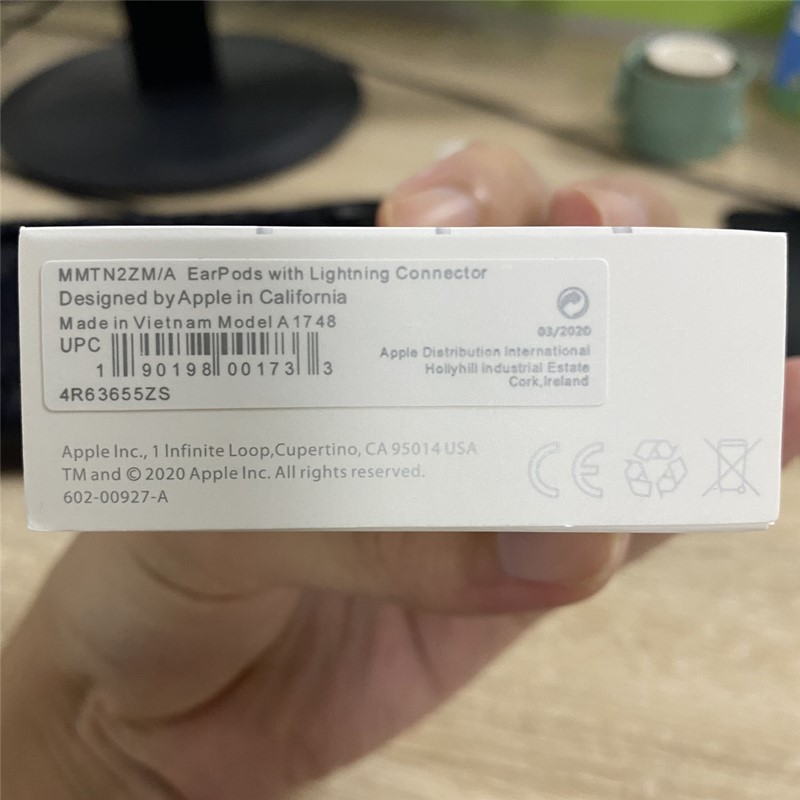 MMTN2ZM/A EarPods with Lightning Connector
Designed by Apple in California
Made in Vietnam Model A1748
UPC
1 90198 00173 3
4R63655ZS
03/2020
Apple Distribution International
Hollyhill Industrial Estate
Cork, Ireland
Apple Inc., 1 Infinite Loop, Cupertino, CA 95014 USA
TM and © 2020 Apple Inc. All rights reserved.
602-00927-A
CE